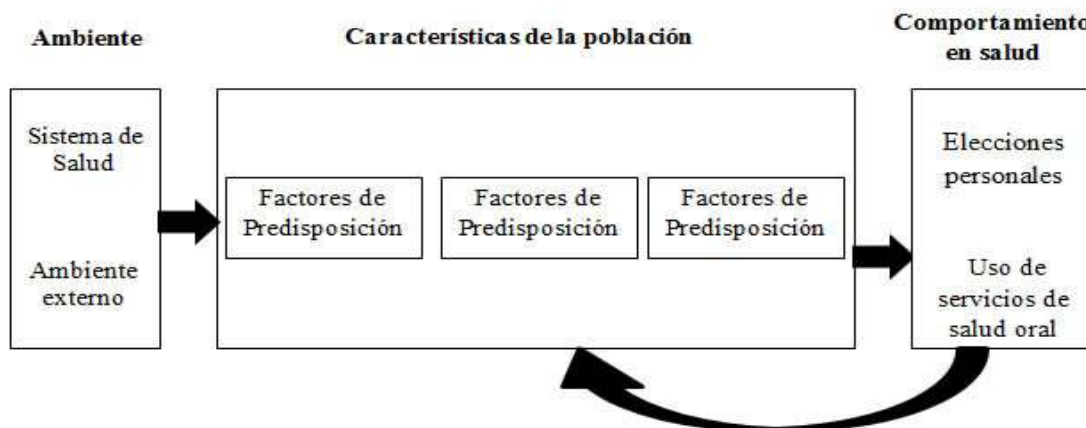 Ambiente
Características de la población
Comportamiento
en salud
Sistema de
Salud
Ambiente
externo
Factores de
Predisposición
Factores de
Predisposición
Factores de
Predisposición
Elecciones
personales
Uso de
servicios de
salud oral